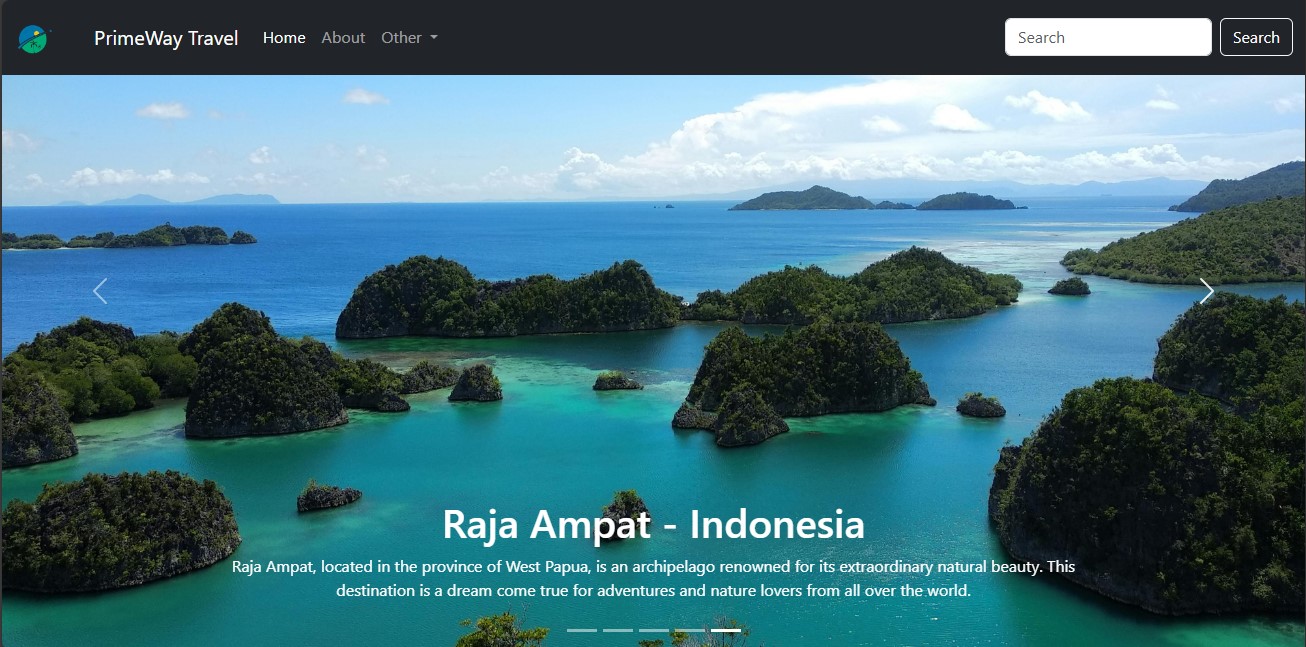 PrimeWay Travel Home About Other Search Search
Raja Ampat - Indonesia
Raja Ampat, located in the province of West Papua, is an archipelago renowned for its extraordinary natural beauty. This
destination is a dream come true for adventures and nature lovers from all over the world.